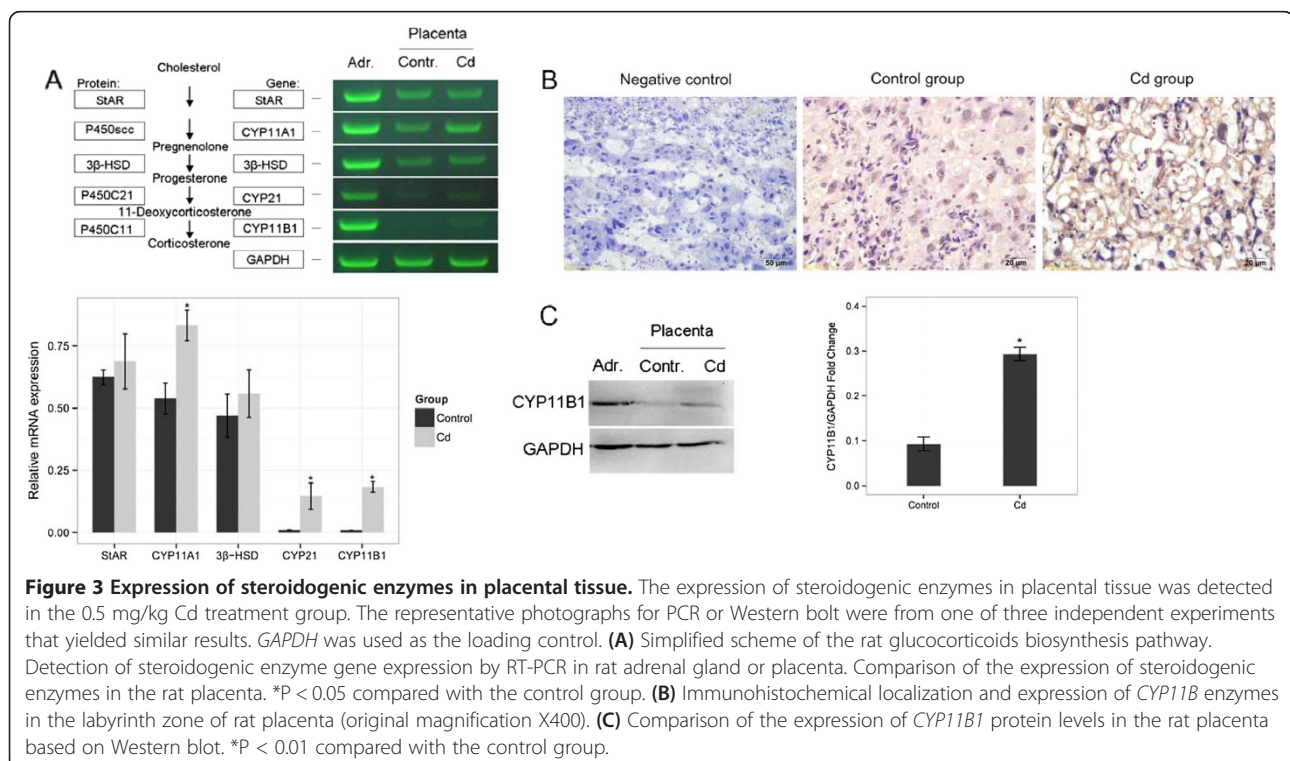 A
Protein:
Cholesterol
Gene:
Adr.
Placenta
Contr.
Cd
StAR
StAR
P450scc
CYP11A1
Pregnenolone
3β-HSD
3β-HSD
Progesterone
P450C21
CYP21
11-Deoxycorticosterone
P450C11
CYP11B1
Corticosterone
GAPDH
B
Negative control
Control group
Cd group
50 μm
20 μm
20 μm
Relative mRNA expression
0.75
0.50
0.25
0.00
*
*
*
StAR
CYP11A1
3β-HSD
CYP21
CYP11B1
Group
Control
Cd
C
Placenta
Adr.
Contr.
Cd
CYP11B1
GAPDH
CYP11B1/GAPDH Fold Change
0.4
0.3
0.2
0.1
0.0
*
Control
Cd
Figure 3 Expression of steroidogenic enzymes in placental tissue. The expression of steroidogenic enzymes in placental tissue was detected
in the 0.5 mg/kg Cd treatment group. The representative photographs for PCR or Western bolt were from one of three independent experiments
that yielded similar results. GAPDH was used as the loading control. (A) Simplified scheme of the rat glucocorticoids biosynthesis pathway.
Detection of steroidogenic enzyme gene expression by RT-PCR in rat adrenal gland or placenta. Comparison of the expression of steroidogenic
enzymes in the rat placenta. *P < 0.05 compared with the control group. (B) Immunohistochemical localization and expression of CYP11B enzymes
in the labyrinth zone of rat placenta (original magnification X400). (C) Comparison of the expression of CYP11B1 protein levels in the rat placenta
based on Western blot. *P < 0.01 compared with the control group.